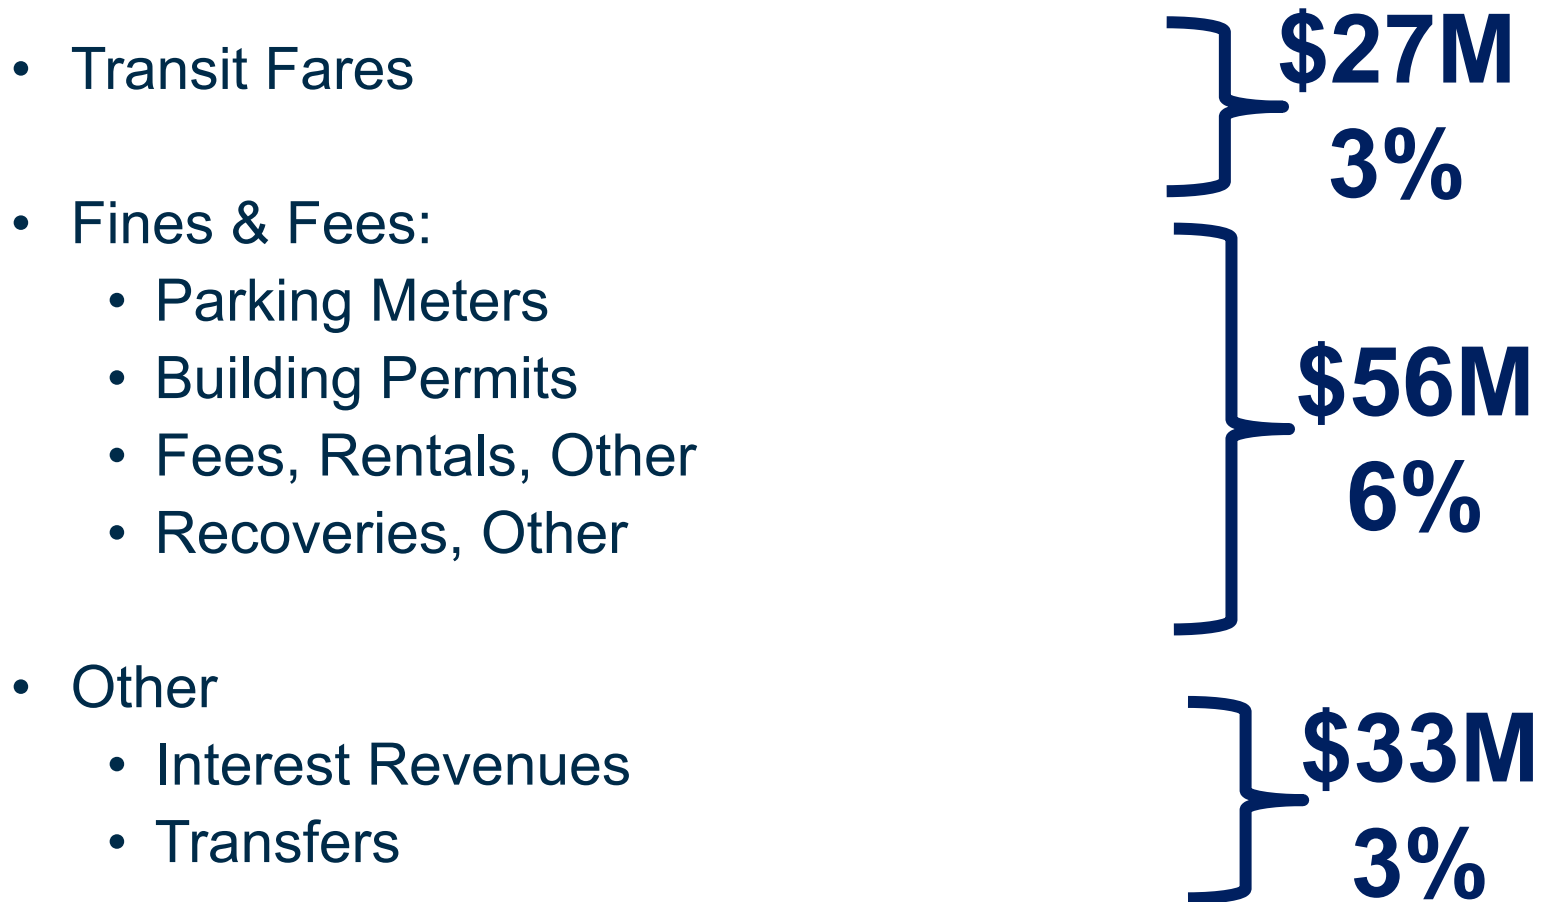 • Transit Fares
$27M
3%
• Fines & Fees:
• Parking Meters
• Building Permits
• Fees, Rentals, Other
• Recoveries, Other
$56M
6%
• Other
• Interest Revenues
• Transfers
$33M
3%